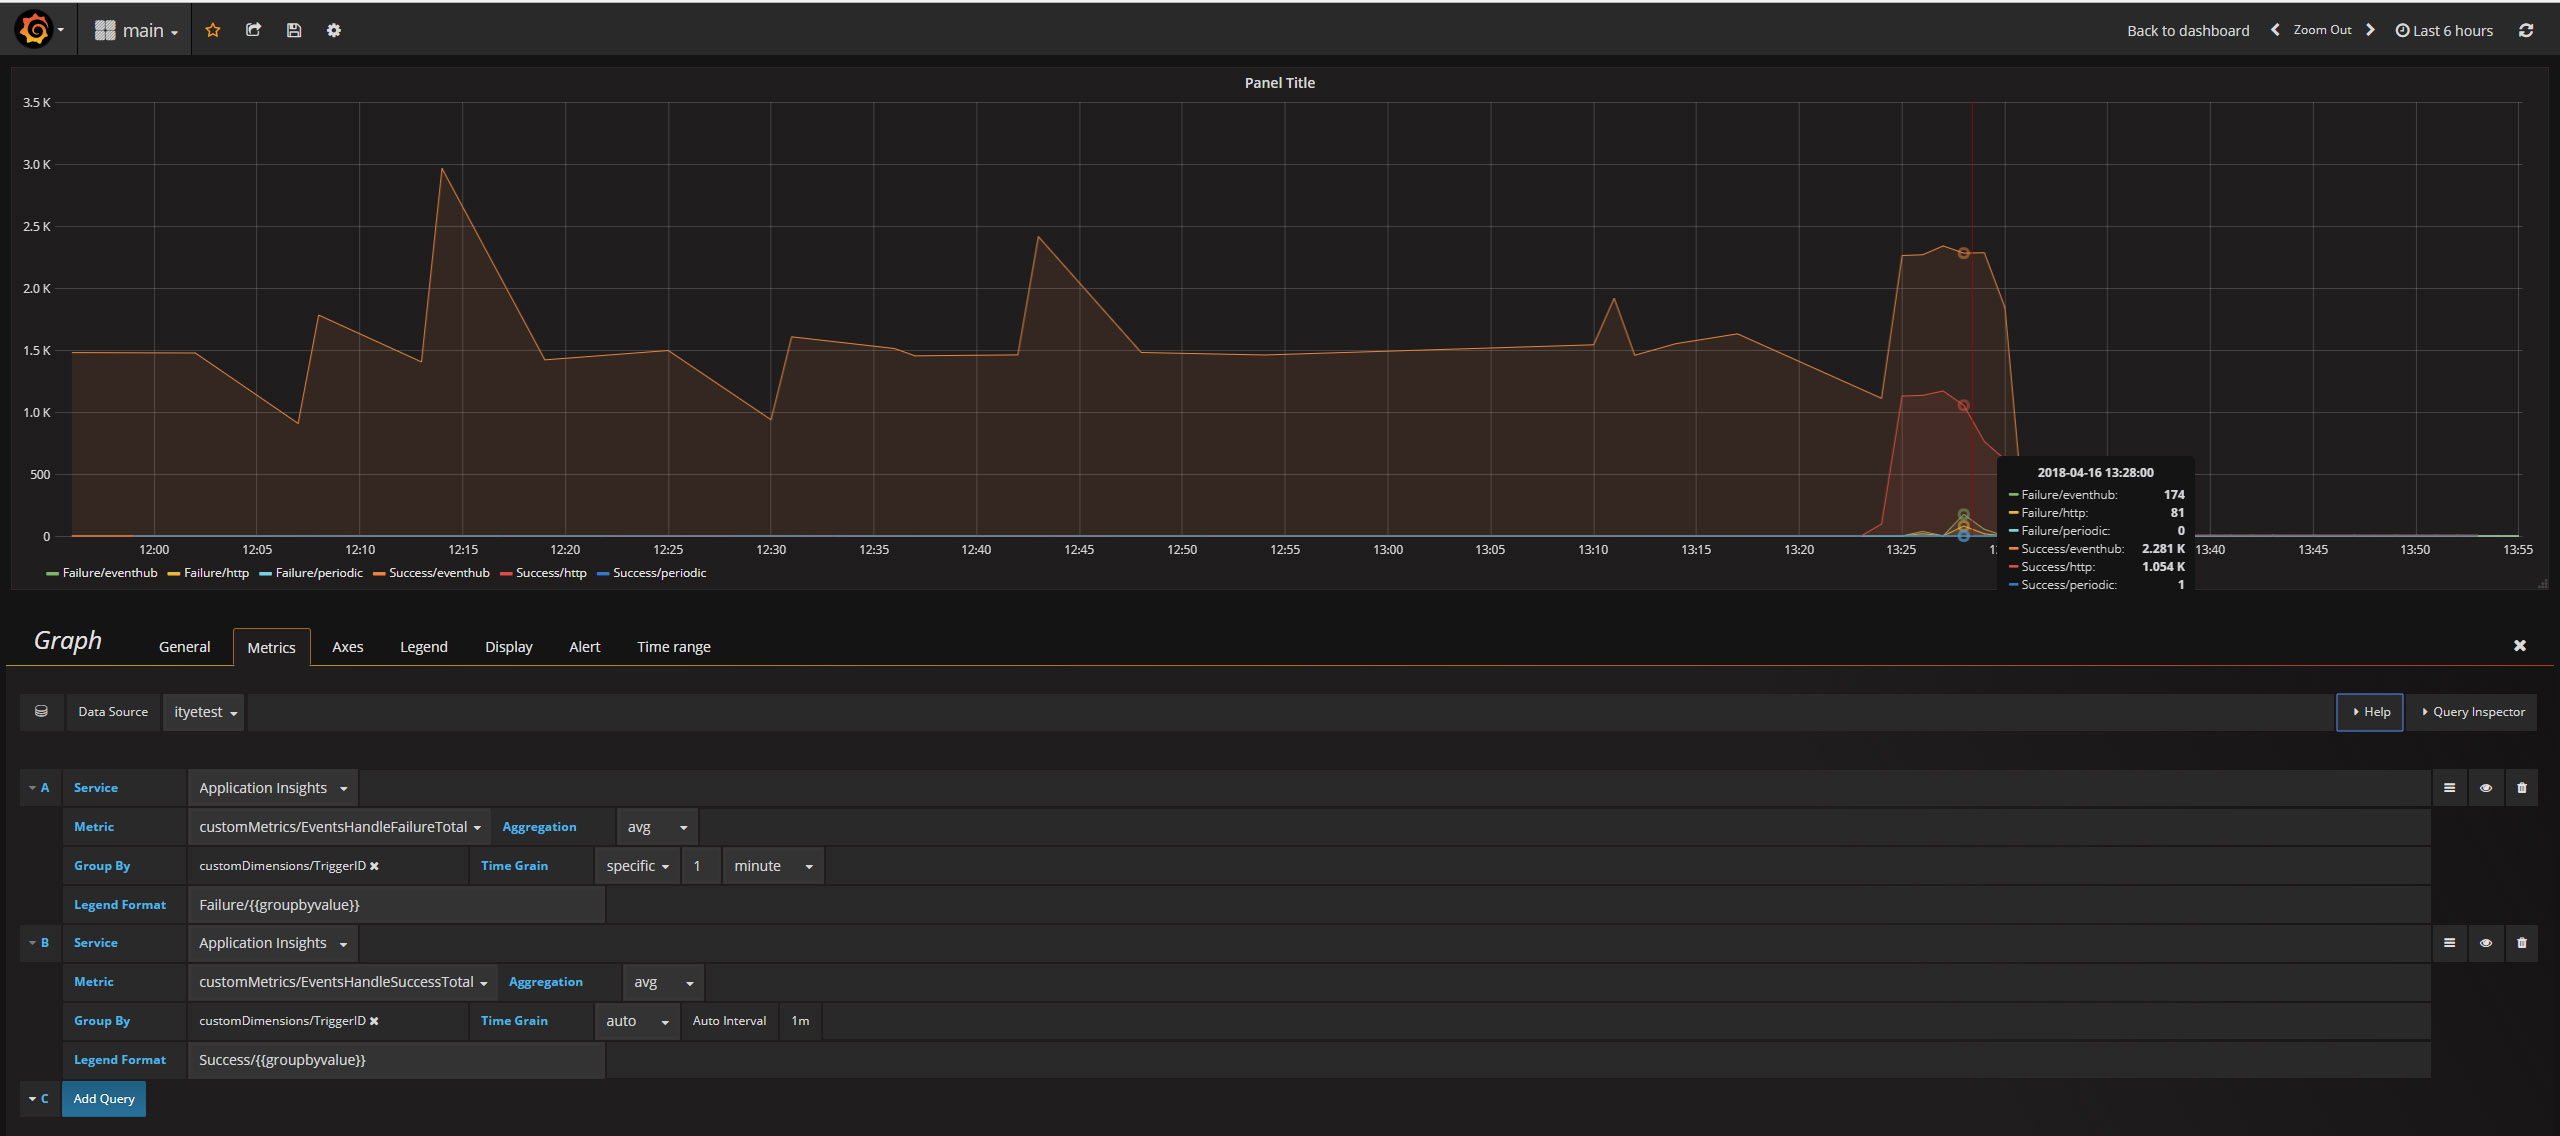 main
Back to dashboard Zoom Out Last 6 hours
Panel Title
3.5 K
3.0 K
2.5 K
2.0 K
1.5 K
1.0 K
500
0
12:00 12:05 12:10 12:15 12:20 12:25 12:30 12:35 12:40 12:45 12:50 12:55 13:00 13:05 13:10 13:15 13:20 13:25 13:40 13:45 13:50 13:55
2018-04-16 13:28:00
Failure/eventhub: 174
Failure/http: 81
Failure/periodic: 0
Success/eventhub: 2.281 K
Success/http: 1.054 K
Success/periodic: 1
Failure/eventhub Failure/http Failure/periodic Success/eventhub Success/http Success/periodic
Graph General Metrics Axes Legend Display Alert Time range
Data Source ityetest Help Query Inspector
A Service Application Insights
Metric customMetrics/EventsHandleFailureTotal Aggregation avg
Group By customDimensions/TriggerID Time Grain specific 1 minute
Legend Format Failure/{{groupbyvalue}}
B Service Application Insights
Metric customMetrics/EventsHandleSuccessTotal Aggregation avg
Group By customDimensions/TriggerID Time Grain auto Auto Interval 1m
Legend Format Success/{{groupbyvalue}}
C Add Query